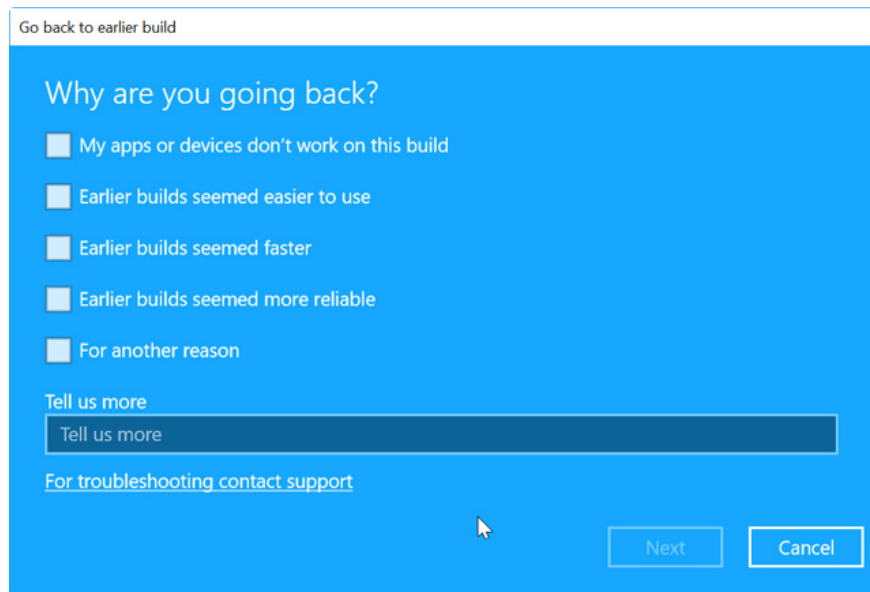 Go back to earlier build
Why are you going back?
My apps or devices don't work on this build
Earlier builds seemed easier to use
Earlier builds seemed faster
Earlier builds seemed more reliable
For another reason
Tell us more
Tell us more
For troubleshooting contact support
Next Cancel